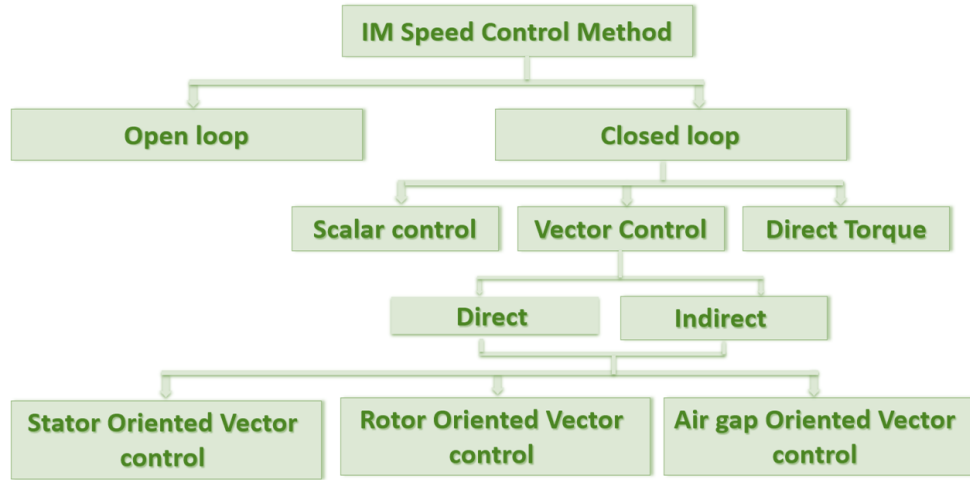 IM Speed Control Method
Open loop
Closed loop
Scalar control
Vector Control
Direct Torque
Direct
Indirect
Stator Oriented Vector
control
Rotor Oriented Vector
control
Air gap Oriented Vector
control